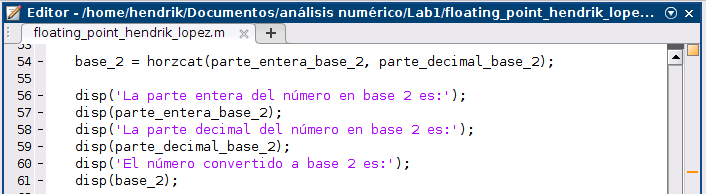 Editor - /home/hendrik/Documentos/análisis numérico/Lab1/floating_point_hendrik_lopez_...
floating_point_hendrik_lopez.m
53
54 - base_2 = horzcat(parte_entera_base_2, parte_decimal_base_2);
55
56 - disp('La parte entera del número en base 2 es:');
57 - disp(parte_entera_base_2);
58 - disp('La parte decimal del número en base 2 es:');
59 - disp(parte_decimal_base_2);
60 - disp('El número convertido a base 2 es:');
61 - disp(base_2);